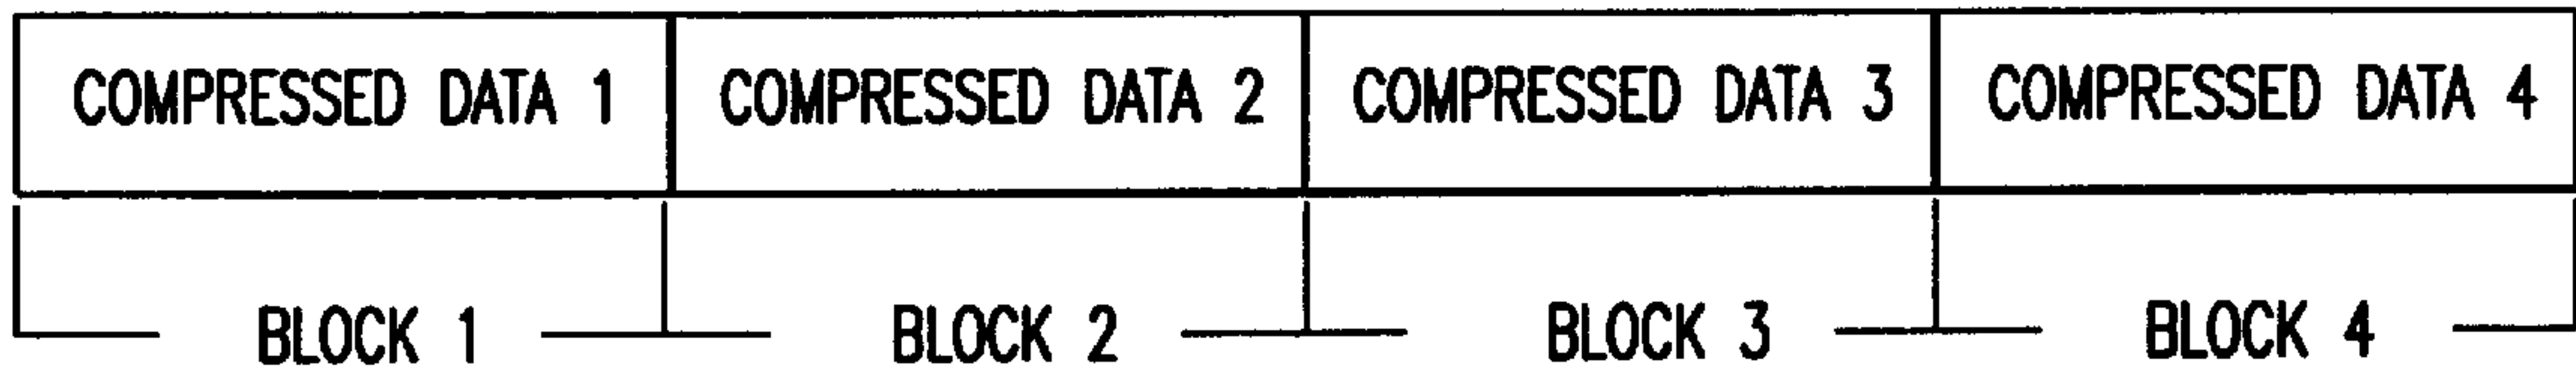 COMPRESSED DATA 1 COMPRESSED DATA 2 COMPRESSED DATA 3 COMPRESSED DATA 4
BLOCK 1 BLOCK 2 BLOCK 3 BLOCK 4